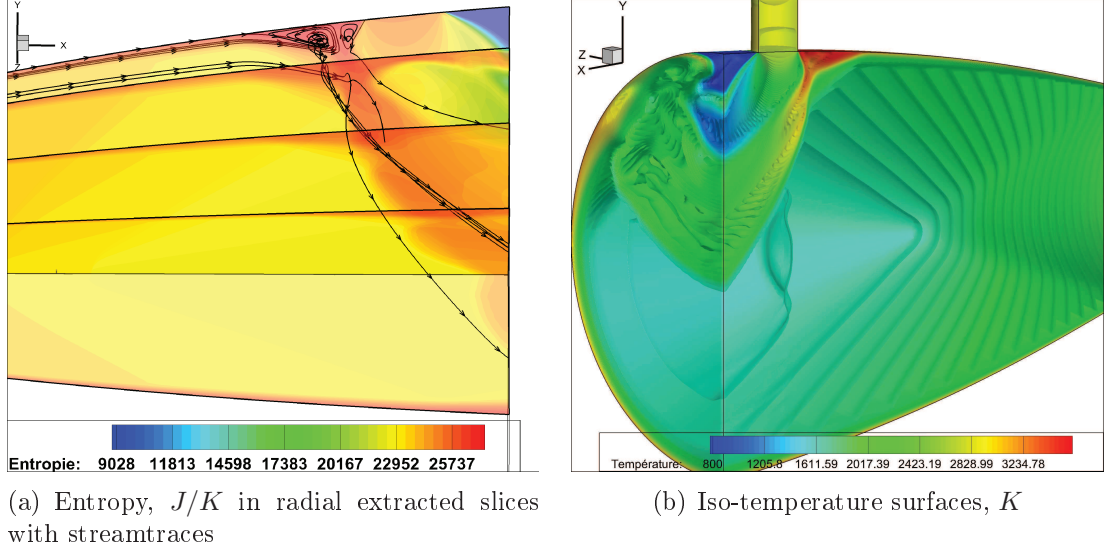 Y
X
Z
Entropie: 9028 11813 14598 17383 20167 22952 25737
(a) Entropy, J/K in radial extracted slices
with streamtraces
Y
Z
X
Température: 800 1205.8 1611.59 2017.39 2423.19 2828.99 3234.78
(b) Iso-temperature surfaces, K